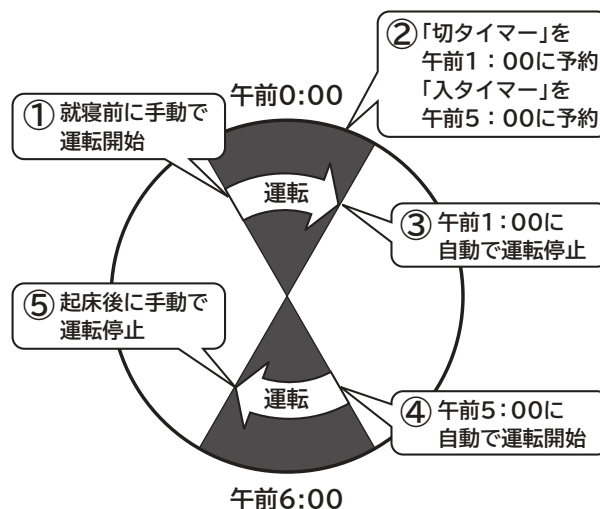 ① 就寝前に手動で
運転開始
午前0:00
② 「切タイマー」を
午前1：00に予約
「入タイマー」を
午前5：00に予約
運転
③ 午前1：00に
自動で運転停止
④ 午前5：00に
自動で運転開始
⑤ 起床後に手動で
運転停止
運転
午前6:00